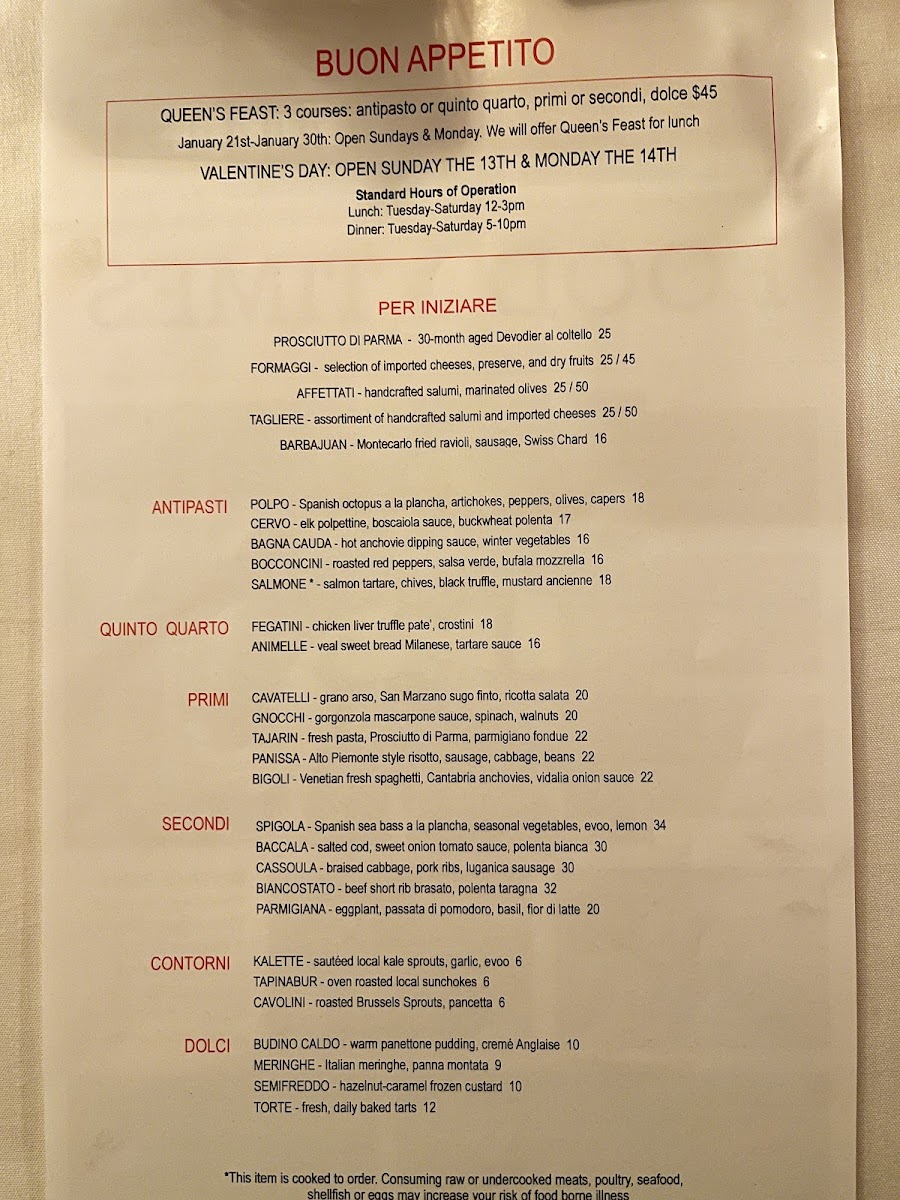 BUON APPETITO
QUEEN'S FEAST: 3 courses: antipasto or quinto quarto, primi or secondi, dolce $45
January 21st-January 30th: Open Sundays & Monday. We will offer Queen's Feast for lunch
VALENTINE'S DAY: OPEN SUNDAY THE 13TH & MONDAY THE 14TH
Standard Hours of Operation
Lunch: Tuesday-Saturday 12-3pm
Dinner: Tuesday-Saturday 5-10pm
PER INIZIARE
PROSCIUTTO DI PARMA - 30-month aged Devodier al coltello 25
FORMAGGI - selection of imported cheeses, preserve, and dry fruits 25 / 45
AFFETTATI - handcrafted salumi, marinated olives 25 / 50
TAGLIERE - assortiment of handcrafted salumi and imported cheeses 25 / 50
BARBAJUAN - Montecarlo fried ravioli, sausage, Swiss Chard 16
ANTIPASTI POLPO - Spanish octopus a la plancha, artichokes, peppers, olives, capers 18
CERVO - elk polpettine, boscaiola sauce, buckwheat polenta 17
BAGNA CAUDA - hot anchovie dipping sauce, winter vegetables 16
BOCCONCINI - roasted red peppers, salsa verde, bufala mozzrella 16
SALMONE * - salmon tartare, chives, black truffle, mustard ancienne 18
QUINTO QUARTO FEGATINI - chicken liver truffle pate', crostini 18
ANIMELLE - veal sweet bread Milanese, tartare sauce 16
PRIMI CAVATELLI - grano arso, San Marzano sugo finto, ricotta salata 20
GNOCCHI - gorgonzola mascarpone sauce, spinach, walnuts 20
TAJARIN - fresh pasta, Prosciutto di Parma, parmigiano fondue 22
PANISSA - Alto Piemonte style risotto, sausage, cabbage, beans 22
BIGOLI - Venetian fresh spaghetti, Cantabria anchovies, vidalia onion sauce 22
SECONDI SPIGOLA - Spanish sea bass a la plancha, seasonal vegetables, evoo, lemon 34
BACCALA - salted cod, sweet onion tomato sauce, polenta bianca 30
CASSOULA - braised cabbage, pork ribs, luganica sausage 30
BIANCOSTATO - beef short rib brasato, polenta taragna 32
PARMIGIANA - eggplant, passata di pomodoro, basil, fior di latte 20
CONTORNI KALETTE - sautéed local kale sprouts, garlic, evoo 6
TAPINABUR - oven roasted local sunchokes 6
CAVOLINI - roasted Brussels Sprouts, pancetta 6
DOLCI BUDINO CALDO - warm panettone pudding, cremé Anglaise 10
MERINGHE - Italian meringhe, panna montata 9
SEMIFREDDO - hazelnut-caramel frozen custard 10
TORTE - fresh, daily baked tarts 12
*This item is cooked to order. Consuming raw or undercooked meats, poultry, seafood,
shellfish or eggs may increase your risk of food borne illness